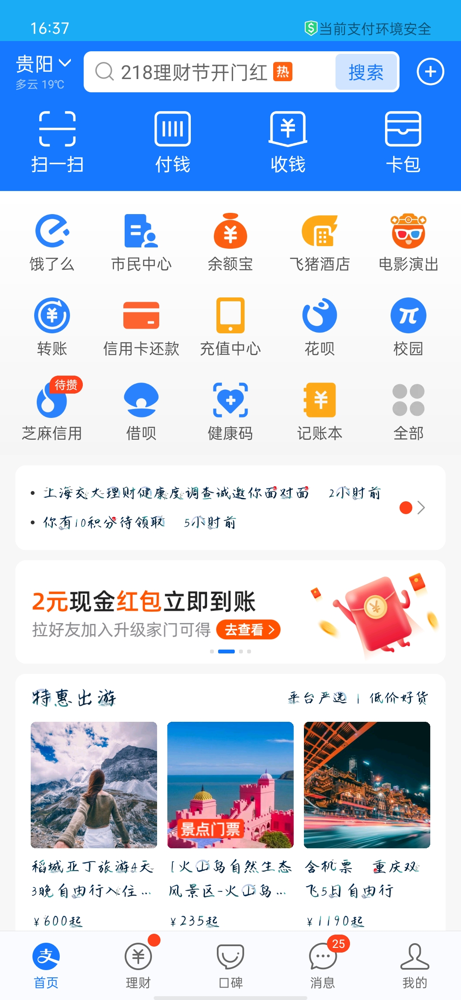 16:37
当前支付环境安全
贵阳
多云 19℃
218理财节开门红
热
搜索
扫一扫
付钱
收钱
卡包
饿了么
市民中心
余额宝
飞猪酒店
电影演出
转账
信用卡还款
充值中心
花呗
校园
待攒
芝麻信用
借呗
健康码
记账本
全部
上海交大理财健康度调查诚邀你面对面 2小时前
你有10积分待领取 5小时前
2元现金红包立即到账
拉好友加入升级家门可得 去查看
特惠出游
平台严选 | 低价好货
景点门票
稻城亚丁旅游4天
3晚自由行入住...
¥600起
[火山岛自然生态
风景区-火山岛...
¥235起
含机票 重庆双
飞5日自由行
¥1190起
支
25
首页
理财
口碑
消息
我的